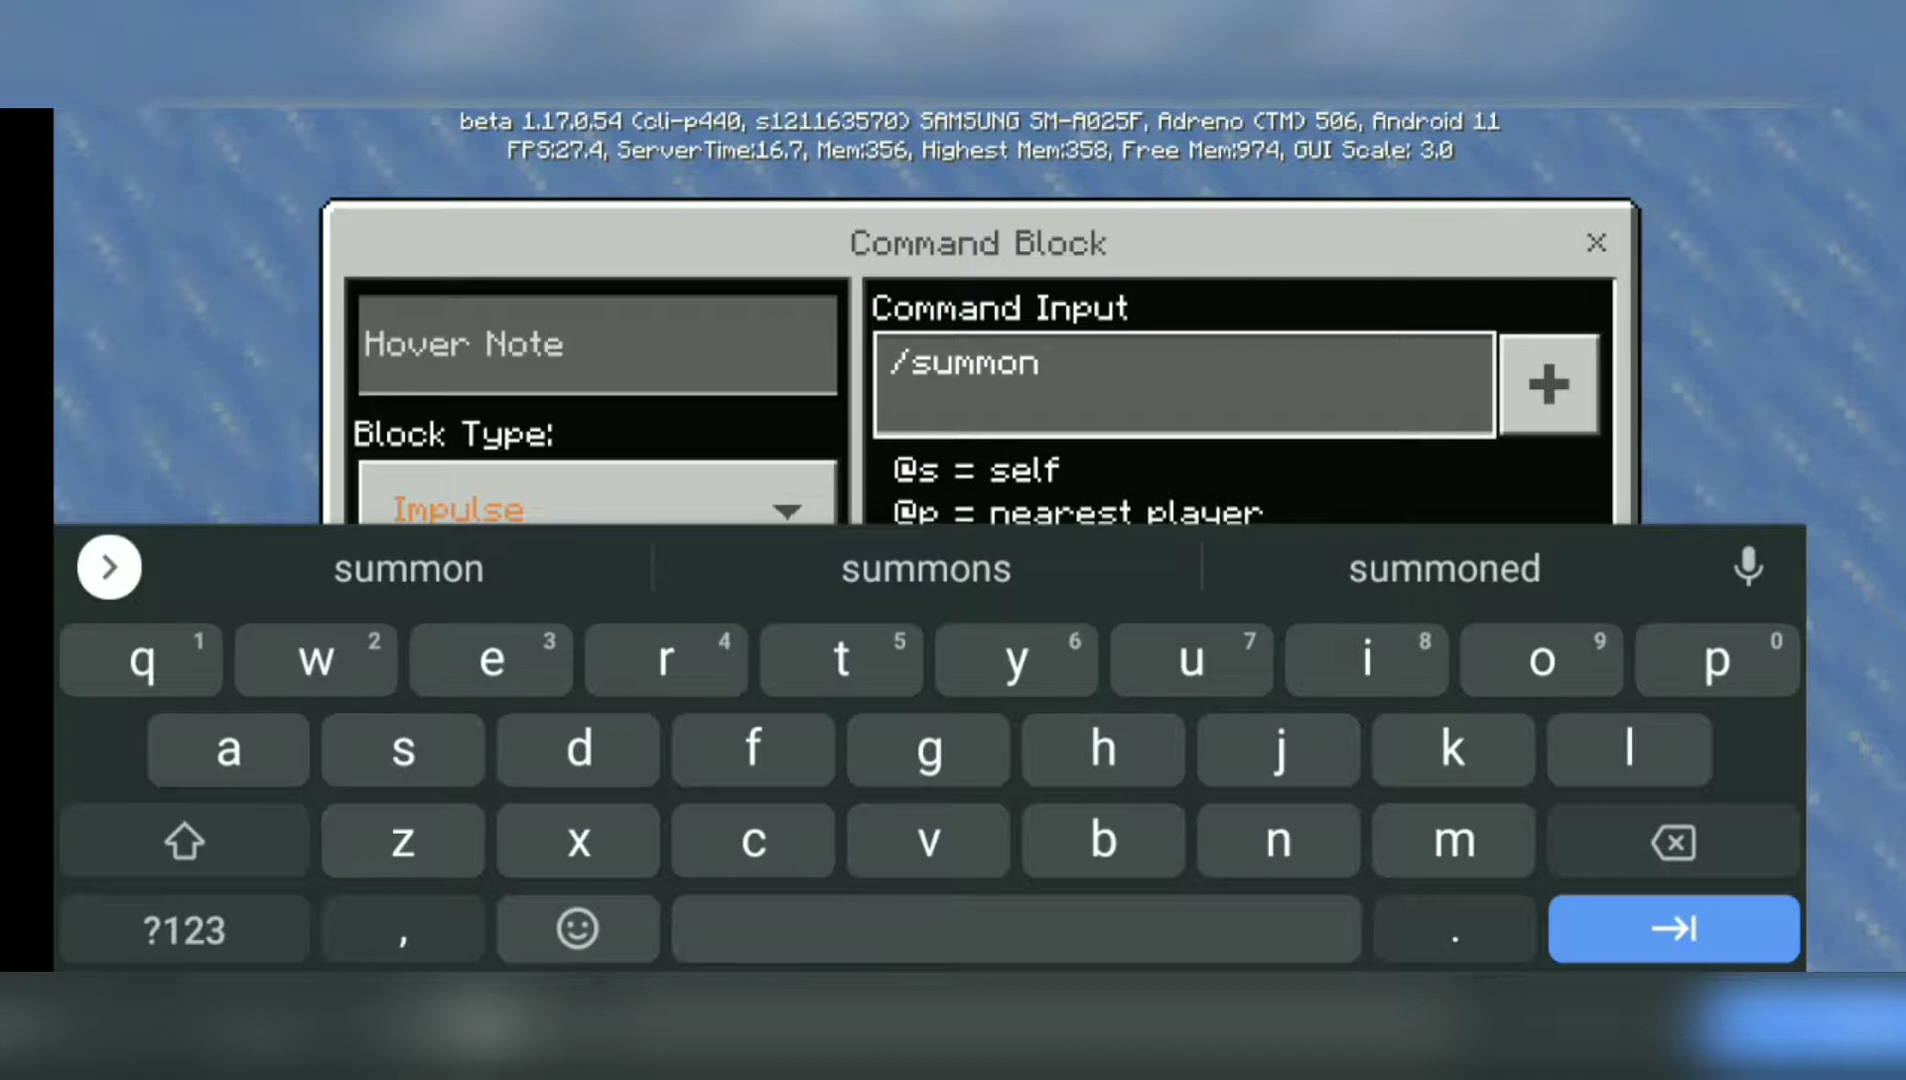 beta 1.17.0.54 (cli-p440, s121163570) SAMSUNG SM-A025F, Adreno (TM) 506, Android 11
FPS:27.4, ServerTime:16.7, Mem:356, Highest Mem:358, Free Mem:974, GUI Scale: 3.0
Command Block
Hover Note
Command Input
/summon
Block Type:
@s = self
Impulse
@p = nearest player
summon summons summoned
q 1 w 2 e 3 r 4 t 5 y 6 u 7 i 8 o 9 p 0
a s d f g h j k l
z x c v b n m
?123 , .